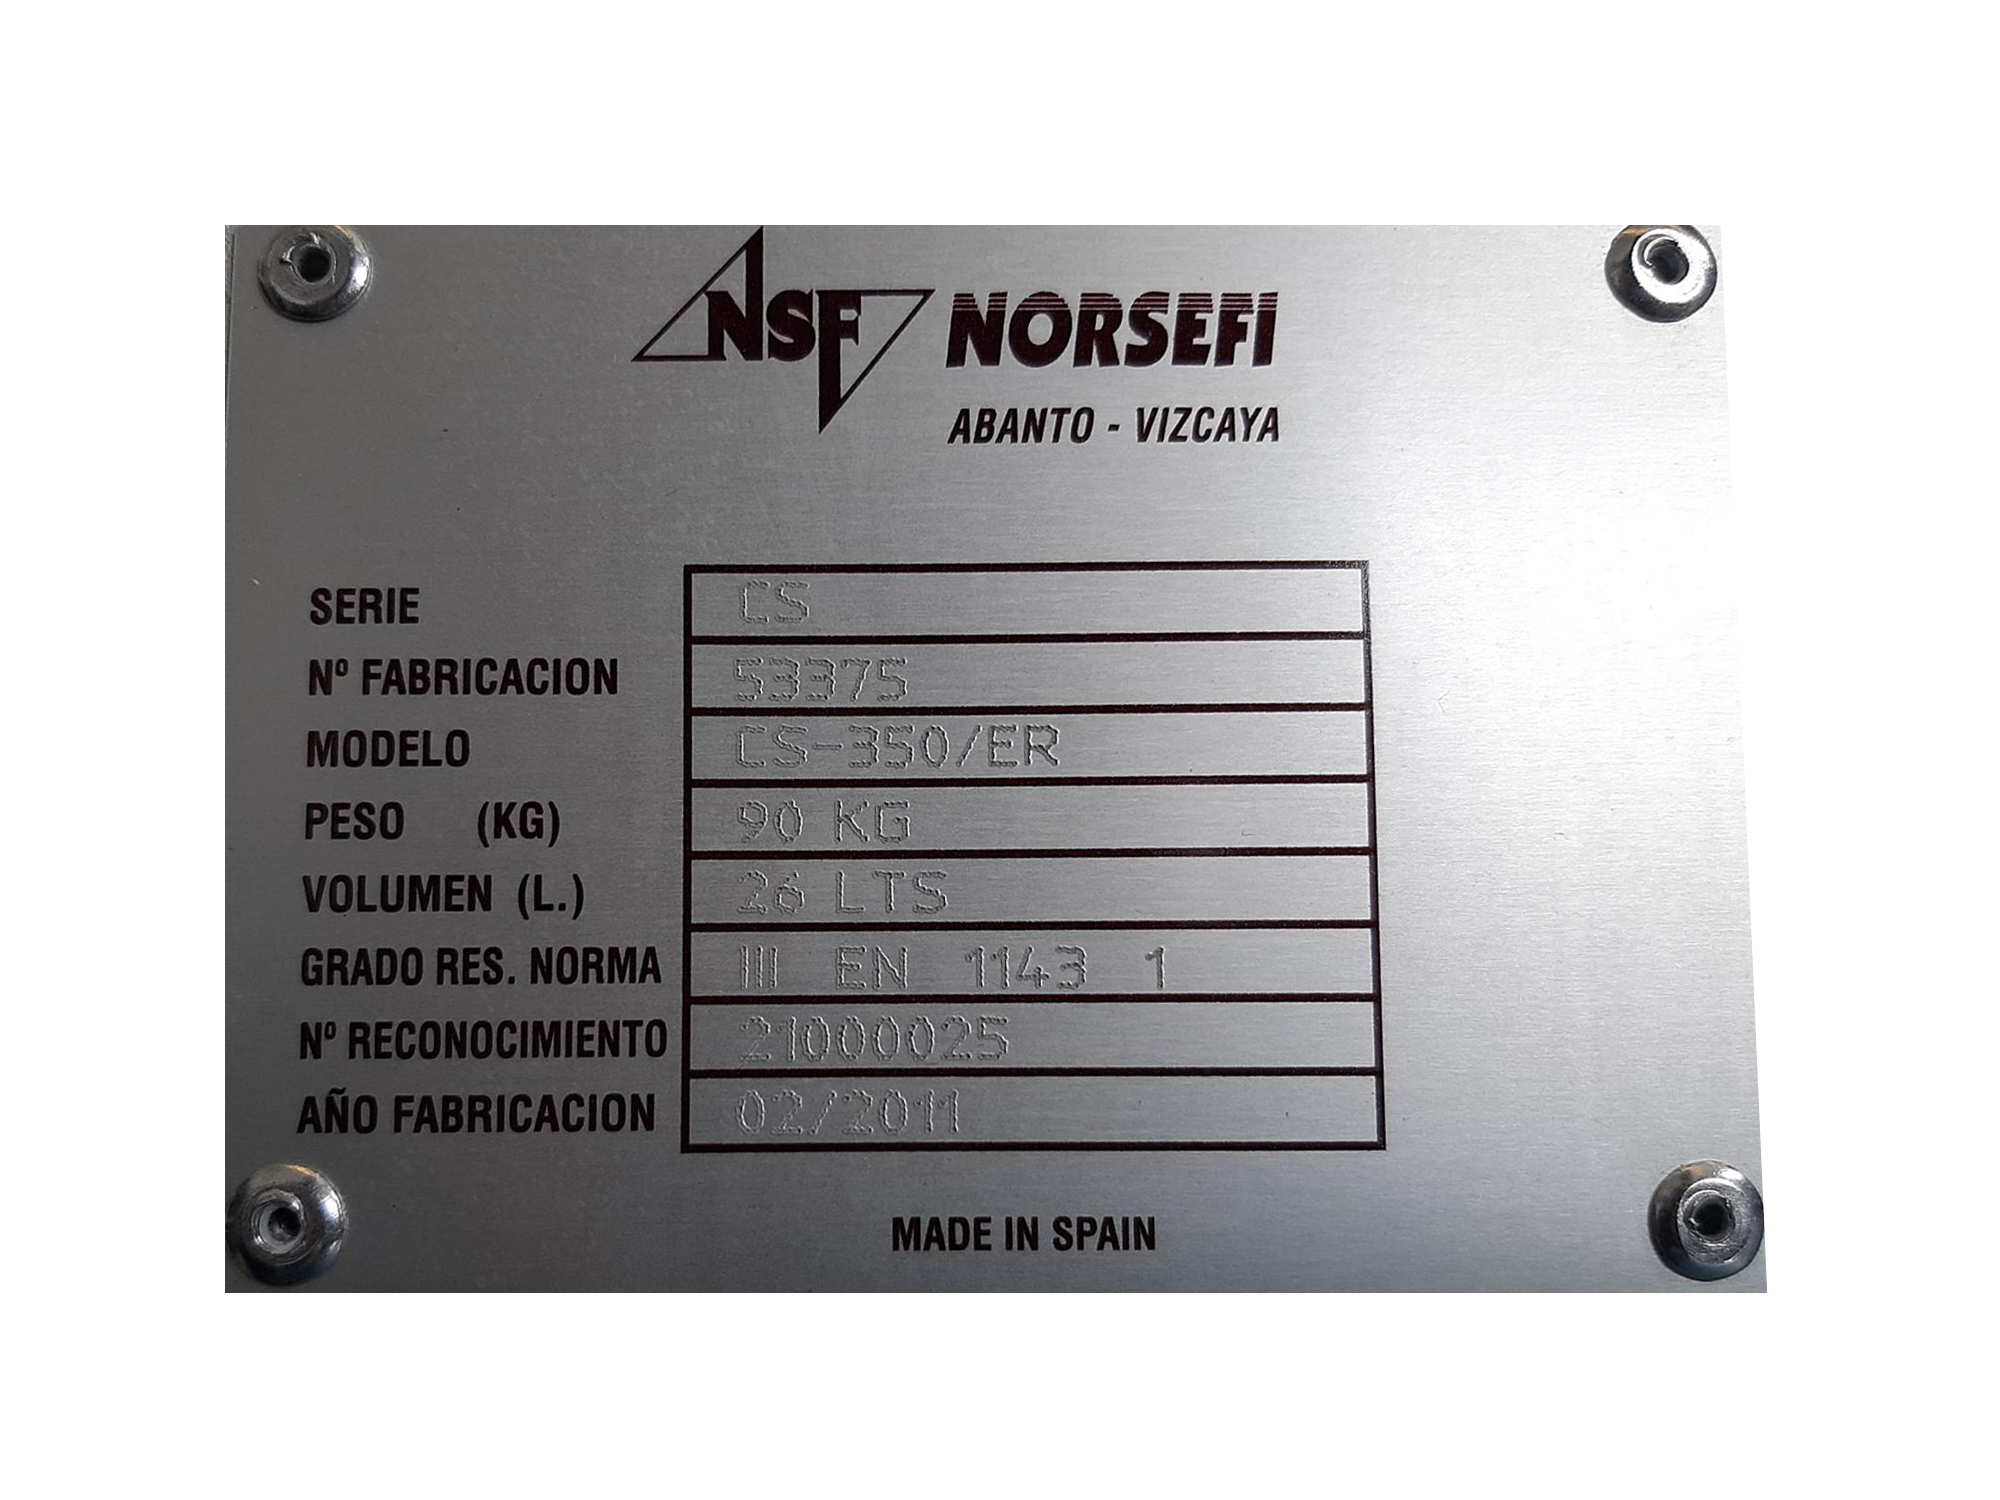 NSF NORSEFI
ABANTO - VIZCAYA
SERIE CS
Nº FABRICACION 53375
MODELO CS-350/ER
PESO (KG) 90 KG
VOLUMEN (L.) 26 LTS
GRADO RES. NORMA III EN 1143 1
Nº RECONOCIMIENTO 21000025
AÑO FABRICACION 02/2011
MADE IN SPAIN